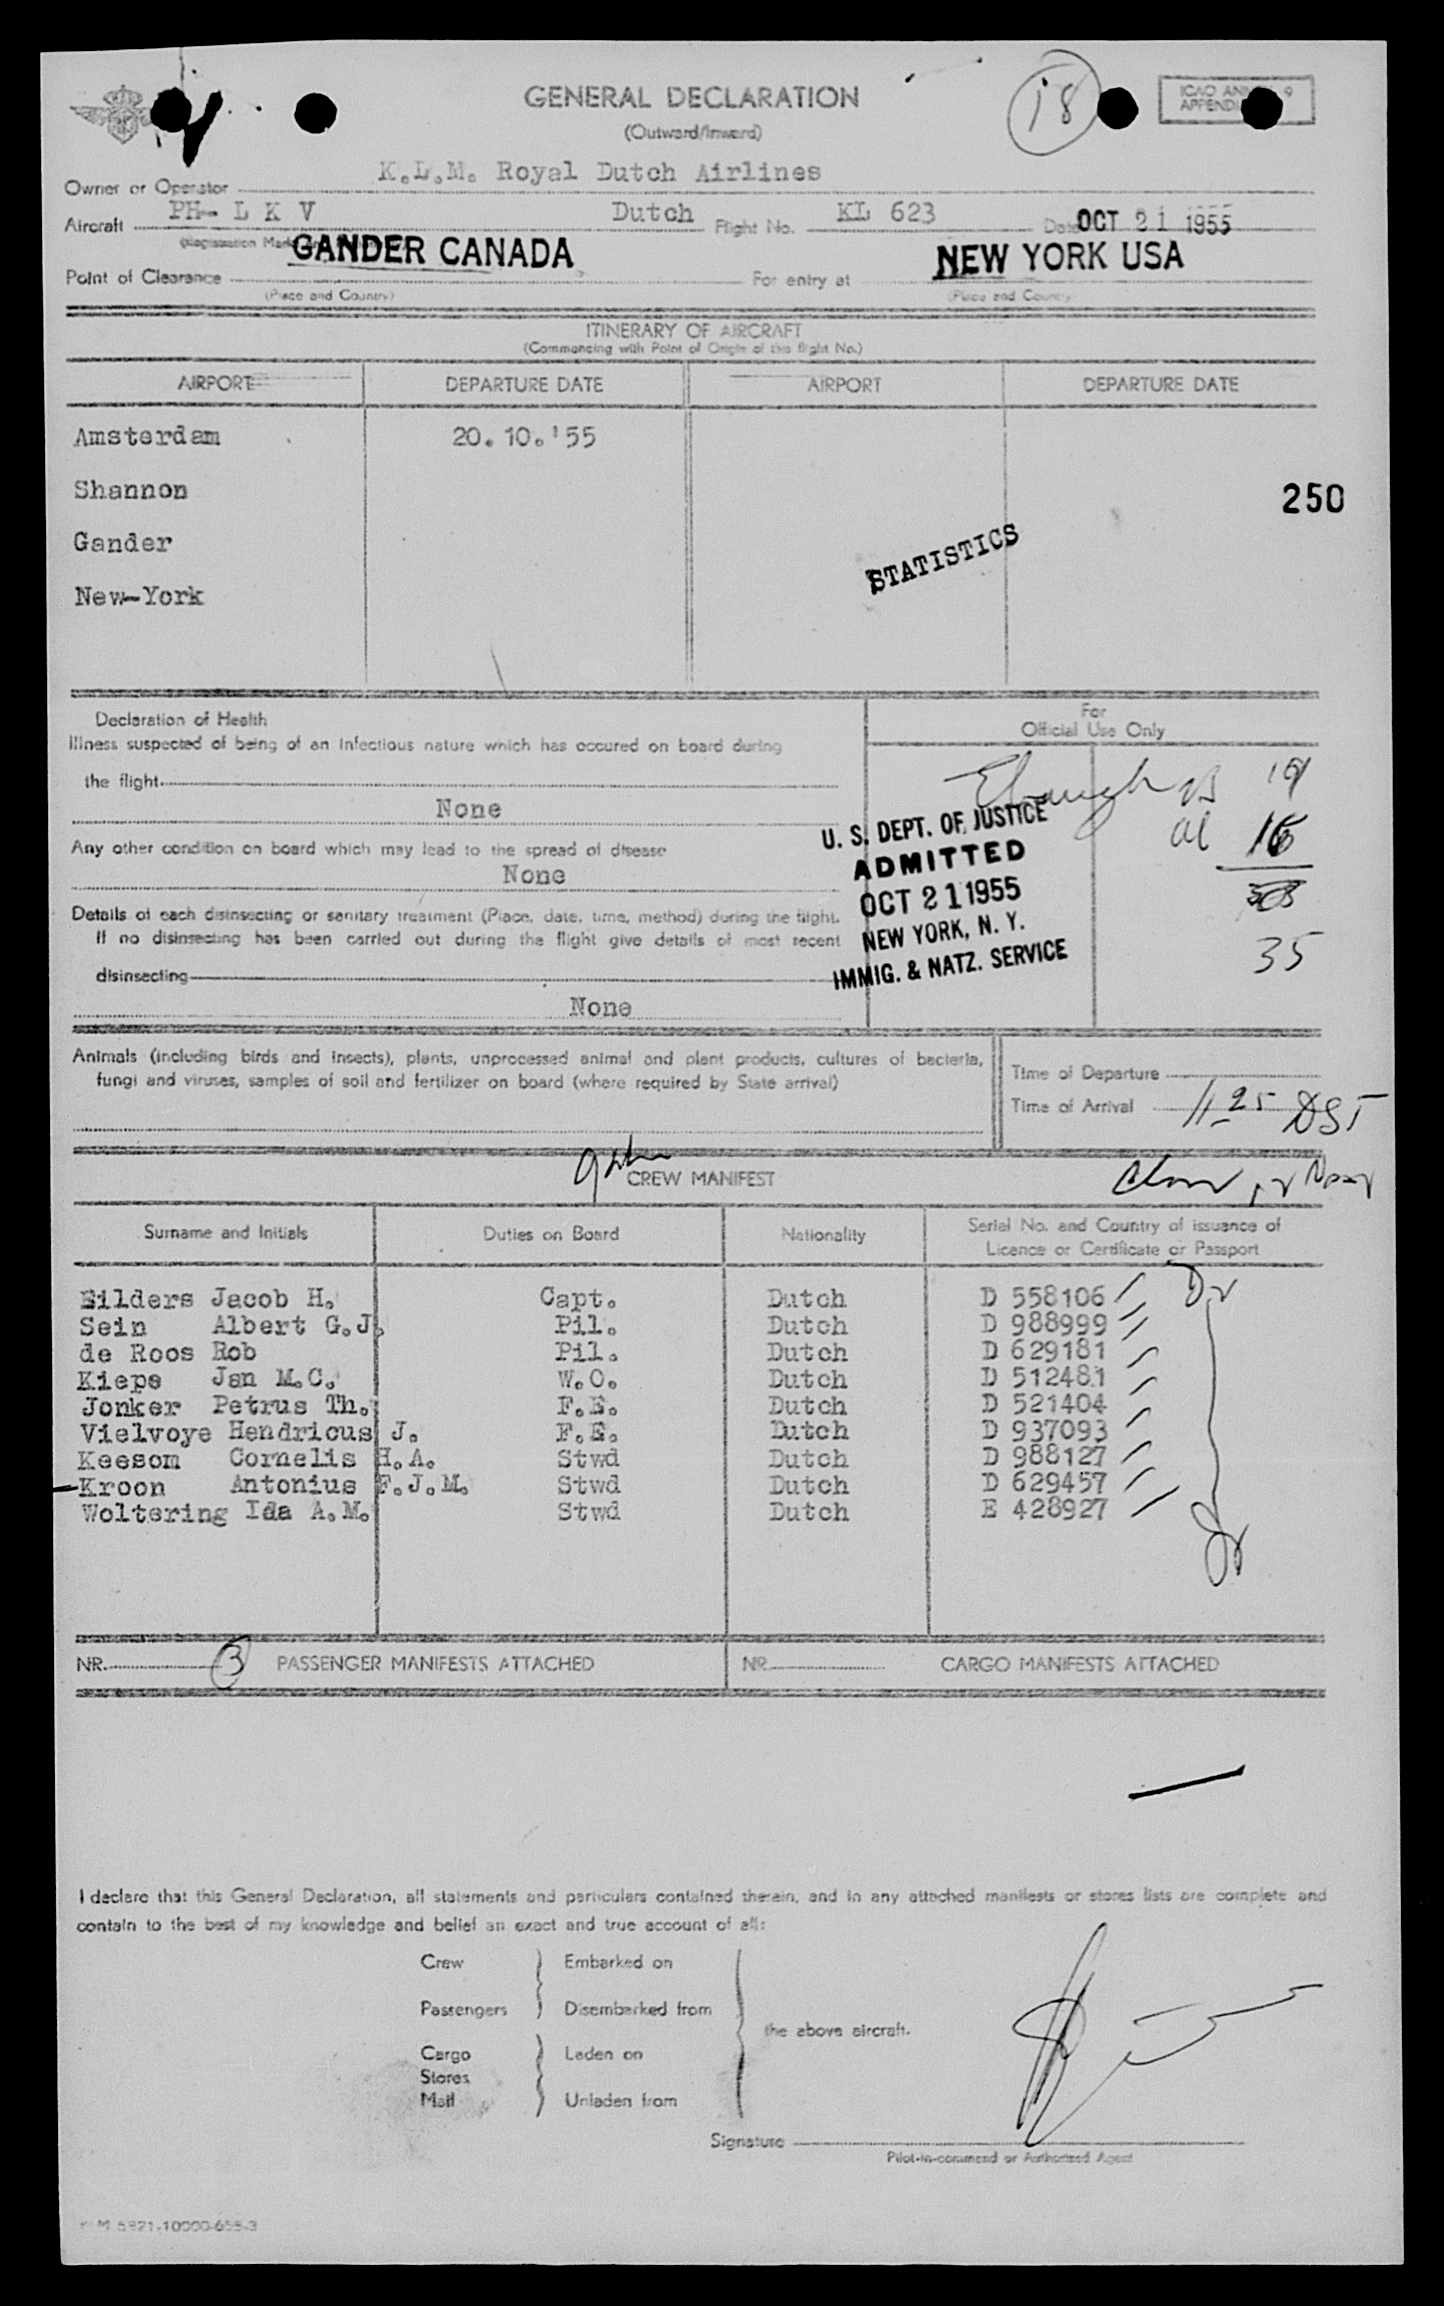 GENERAL DECLARATION
(Outward/Inward)
18
ICAO ANNEX 9
APPENDI
Owner or Operator K.L.M. Royal Dutch Airlines
Aircraft PH- L K V Dutch Flight No. KL 623 Date OCT 21 1955
Point of Clearance GANDER CANADA For entry at NEW YORK USA
(Place and Country) (Place and Country)
ITINERARY OF AIRCRAFT
(Commencing with Point of Origin of this flight No.)
AIRPORT DEPARTURE DATE AIRPORT DEPARTURE DATE
Amsterdam 20.10.'55
Shannon
250
Gander
STATISTICS
New-York
Declaration of Health
Illness suspected of being of an infectious nature which has occured on board during
the flight
None
Any other condition on board which may lead to the spread of disease
None
Details of each disinsecting or sanitary treatment (Place, date, time, method) during the flight.
If no disinsecting has been carried out during the flight give details of most recent
disinsecting
None
For
Official Use Only
19
16
35
U. S. DEPT. OF JUSTICE
ADMITTED
OCT 21 1955
NEW YORK, N. Y.
IMMIG. & NATZ. SERVICE
Animals (including birds and insects), plants, unprocessed animal and plant products, cultures of bacteria,
fungi and viruses, samples of soil and fertilizer on board (where required by State arrival)
Time of Departure
Time of Arrival 11 25 DST
CREW MANIFEST
Surname and Initials Duties on Board Nationality Serial No. and Country of issuance of
Licence or Certificate or Passport
Eilders Jacob H. Capt. Dutch D 558106
Sein Albert G.J. Pil. Dutch D 988999
de Roos Rob Pil. Dutch D 629181
Kieps Jan M.C. W.O. Dutch D 512481
Jonker Petrus Th. F.E. Dutch D 521404
Vielvoye Hendricus J. F.E. Dutch D 937093
Keesom Cornelis H.A. Stwd Dutch D 988127
Kroon Antonius F.J.M. Stwd Dutch D 629457
Woltering Ida A.M. Stwd Dutch E 428927
NR. 3 PASSENGER MANIFESTS ATTACHED NR. CARGO MANIFESTS ATTACHED
I declare that this General Declaration, all statements and particulars contained therein, and in any attached manifests or stores lists are complete and
contain to the best of my knowledge and belief an exact and true account of all:
Crew Embarked on
Passengers Disembarked from
the above aircraft.
Cargo Laden on
Stores
Mail Unladen from
Signature
Pilot-in-command or Authorized Agent